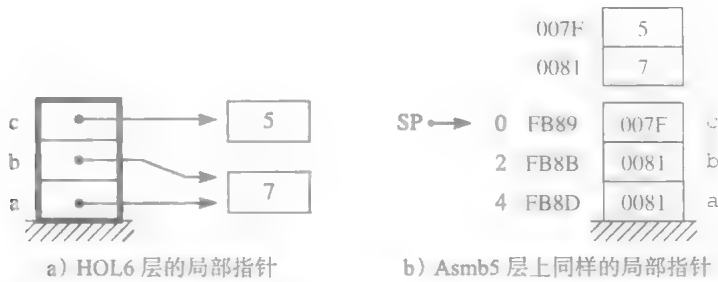 c
5
b
7
a
a）HOL6 层的局部指针
007F 5
0081 7
SP 0 FB89 007F c
2 FB8B 0081 b
4 FB8D 0081 a
b）Asmb5 层上同样的局部指针